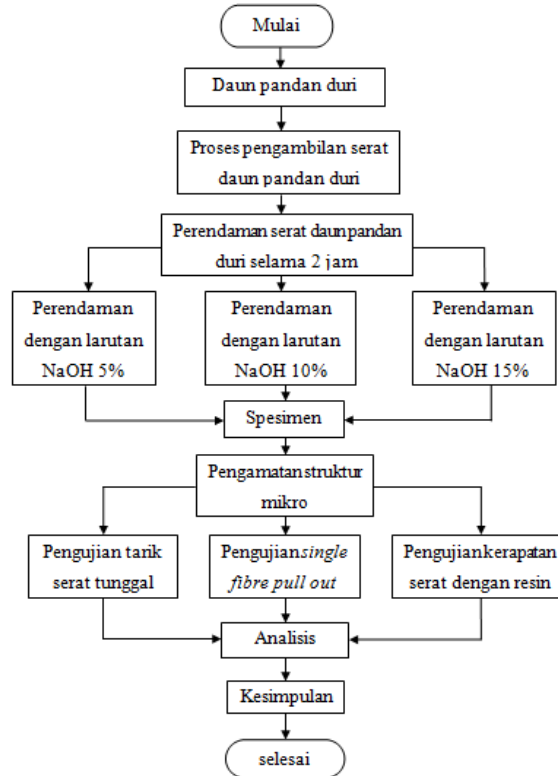 Mulai
Daun pandan duri
Proses pengambilan serat
daun pandan duri
Perendaman serat daunpandan
duri selama 2 jam
Perendaman
dengan larutan
NaOH 5%
Perendaman
dengan larutan
NaOH 10%
Perendaman
dengan larutan
NaOH 15%
Spesimen
Pengamatan struktur
mikro
Pengujian tarik
serat tunggal
Pengujian single
fibre pull out
Pengujian kerapatan
serat dengan resin
Analisis
Kesimpulan
selesai